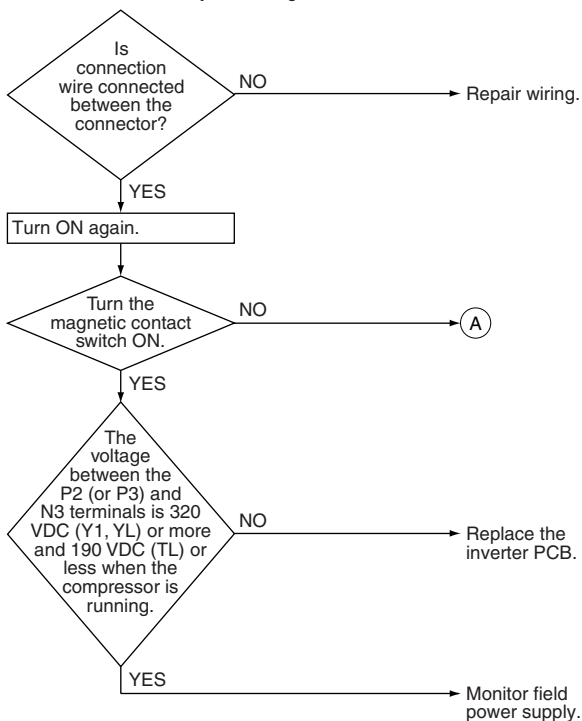 Is
connection
wire connected
between the
connector?
NO
Repair wiring.
YES
Turn ON again.
Turn the
magnetic contact
switch ON.
NO
A
YES
The
voltage
between the
P2 (or P3) and
N3 terminals is 320
VDC (Y1, YL) or more
and 190 VDC (TL) or
less when the
compressor is
running.
NO
Replace the
inverter PCB.
YES
Monitor field
power supply.